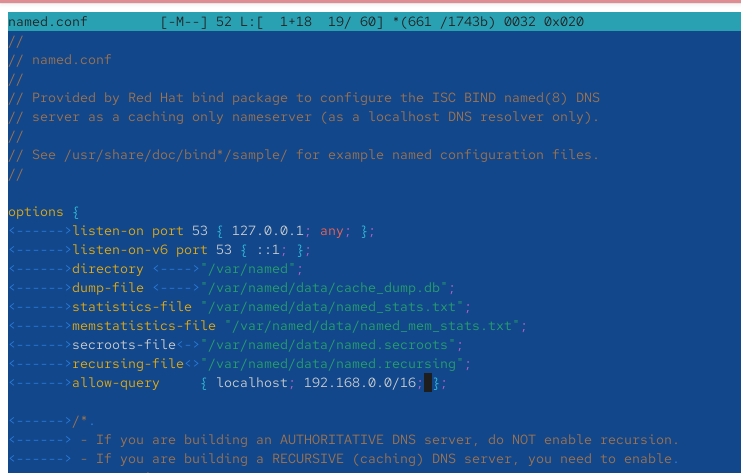 named.conf [-M--] 52 L:[ 1+18 19/ 60] *(661 /1743b) 0032 0x020
//
// named.conf
//
// Provided by Red Hat bind package to configure the ISC BIND named(8) DNS
// server as a caching only nameserver (as a localhost DNS resolver only).
//
// See /usr/share/doc/bind*/sample/ for example named configuration files.
//
options {
<------>listen-on port 53 { 127.0.0.1; any; };
<------>listen-on-v6 port 53 { ::1; };
<------>directory <---->"/var/named";
<------>dump-file <---->"/var/named/data/cache_dump.db";
<------>statistics-file "/var/named/data/named_stats.txt";
<------>memstatistics-file "/var/named/data/named_mem_stats.txt";
<------>secroots-file<->"/var/named/data/named.secroots";
<------>recursing-file<>"/var/named/data/named.recursing";
<------>allow-query { localhost; 192.168.0.0/16; };
<------>/*.
<------> - If you are building an AUTHORITATIVE DNS server, do NOT enable recursion.
<------> - If you are building a RECURSIVE (caching) DNS server, you need to enable.